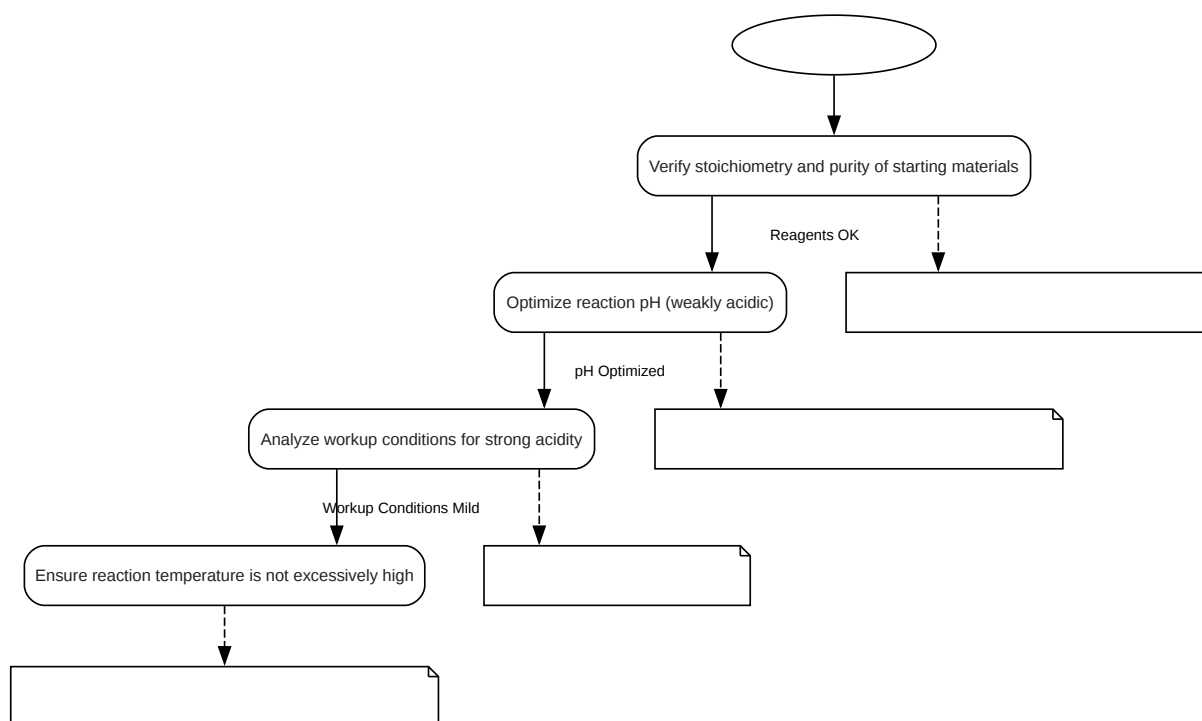 Verify stoichiometry and purity of starting materials
Reagents OK
Optimize reaction pH (weakly acidic)
pH Optimized
Analyze workup conditions for strong acidity
Workup Conditions Mild
Ensure reaction temperature is not excessively high